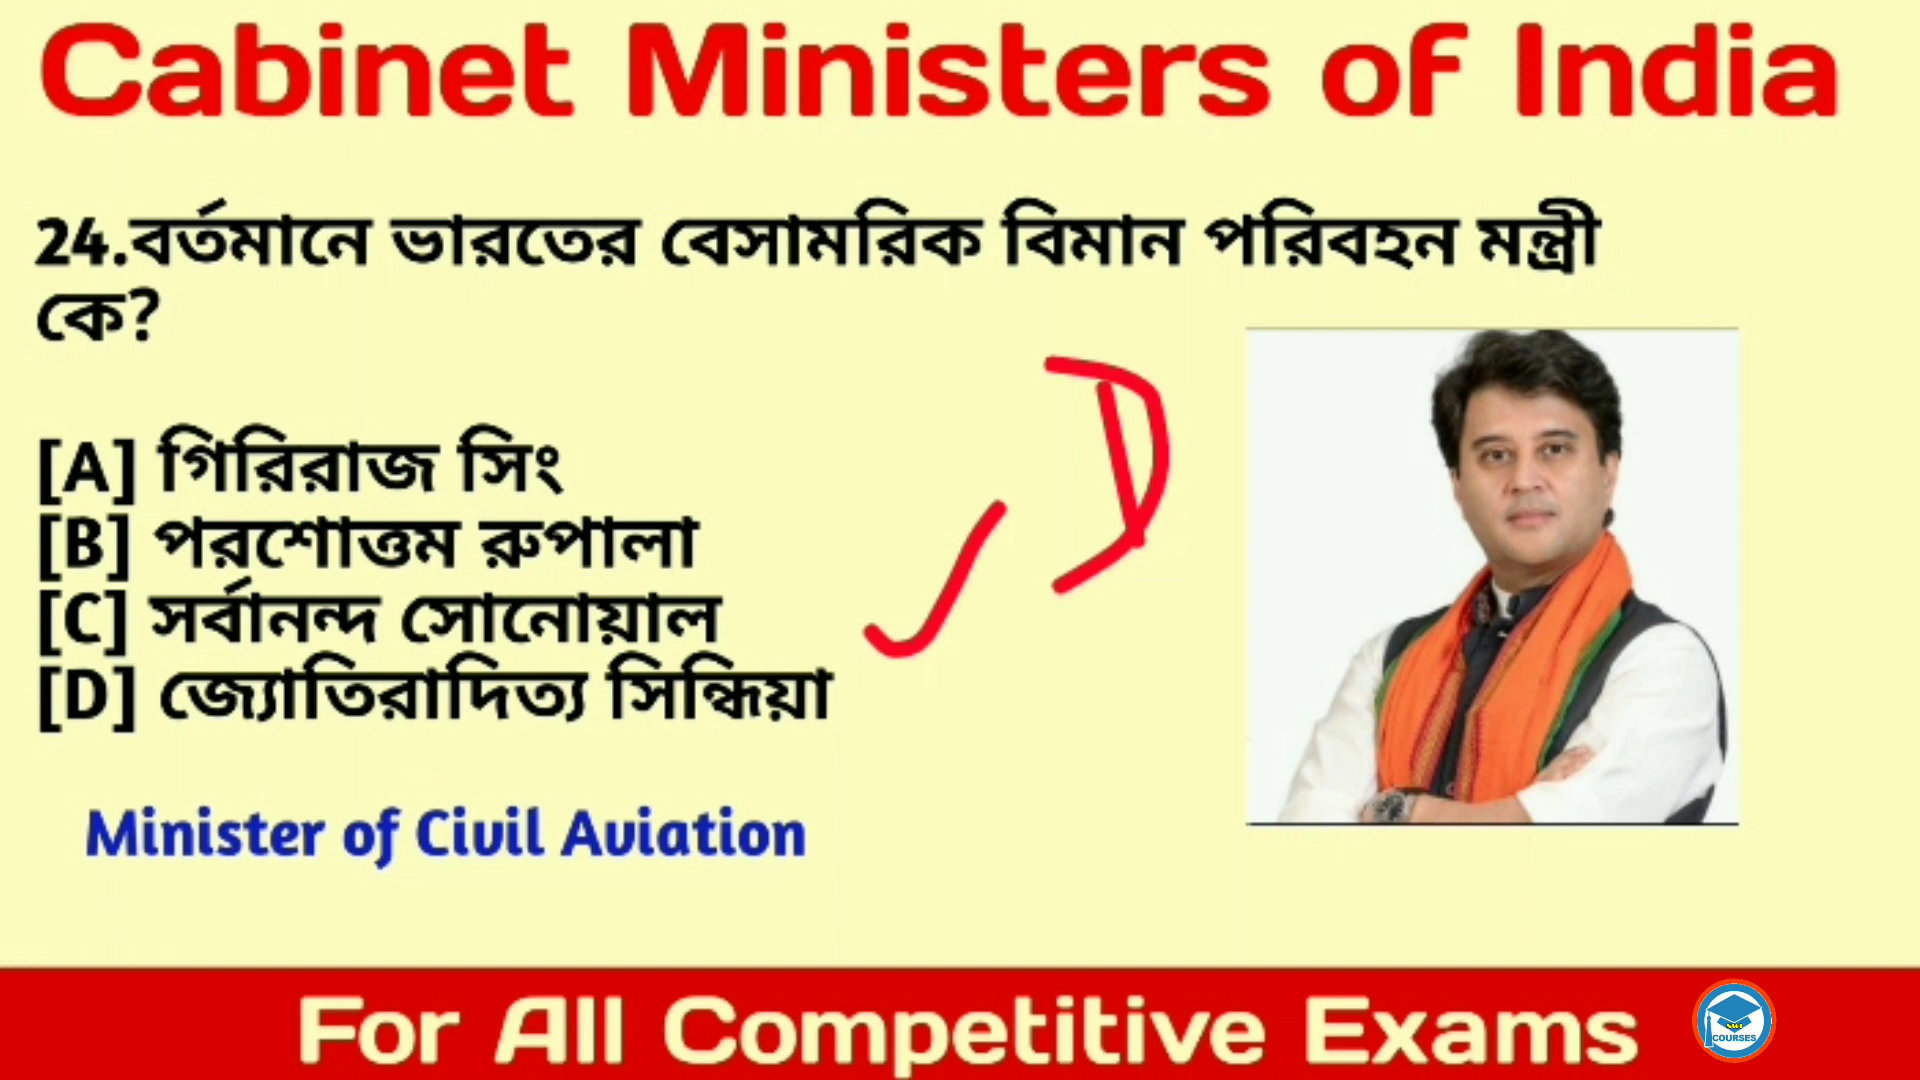 Cabinet Ministers of India
24.বর্তমানে ভারতের বেসামরিক বিমান পরিবহন মন্ত্রী
কে?
[A] গিরিরাজ সিং
[B] পরশোত্তম রুপালা
[C] সর্বানন্দ সোনোয়াল
[D] জ্যোতিরাদিত্য সিন্ধিয়া
D
Minister of Civil Aviation
For All Competitive Exams
COURSES